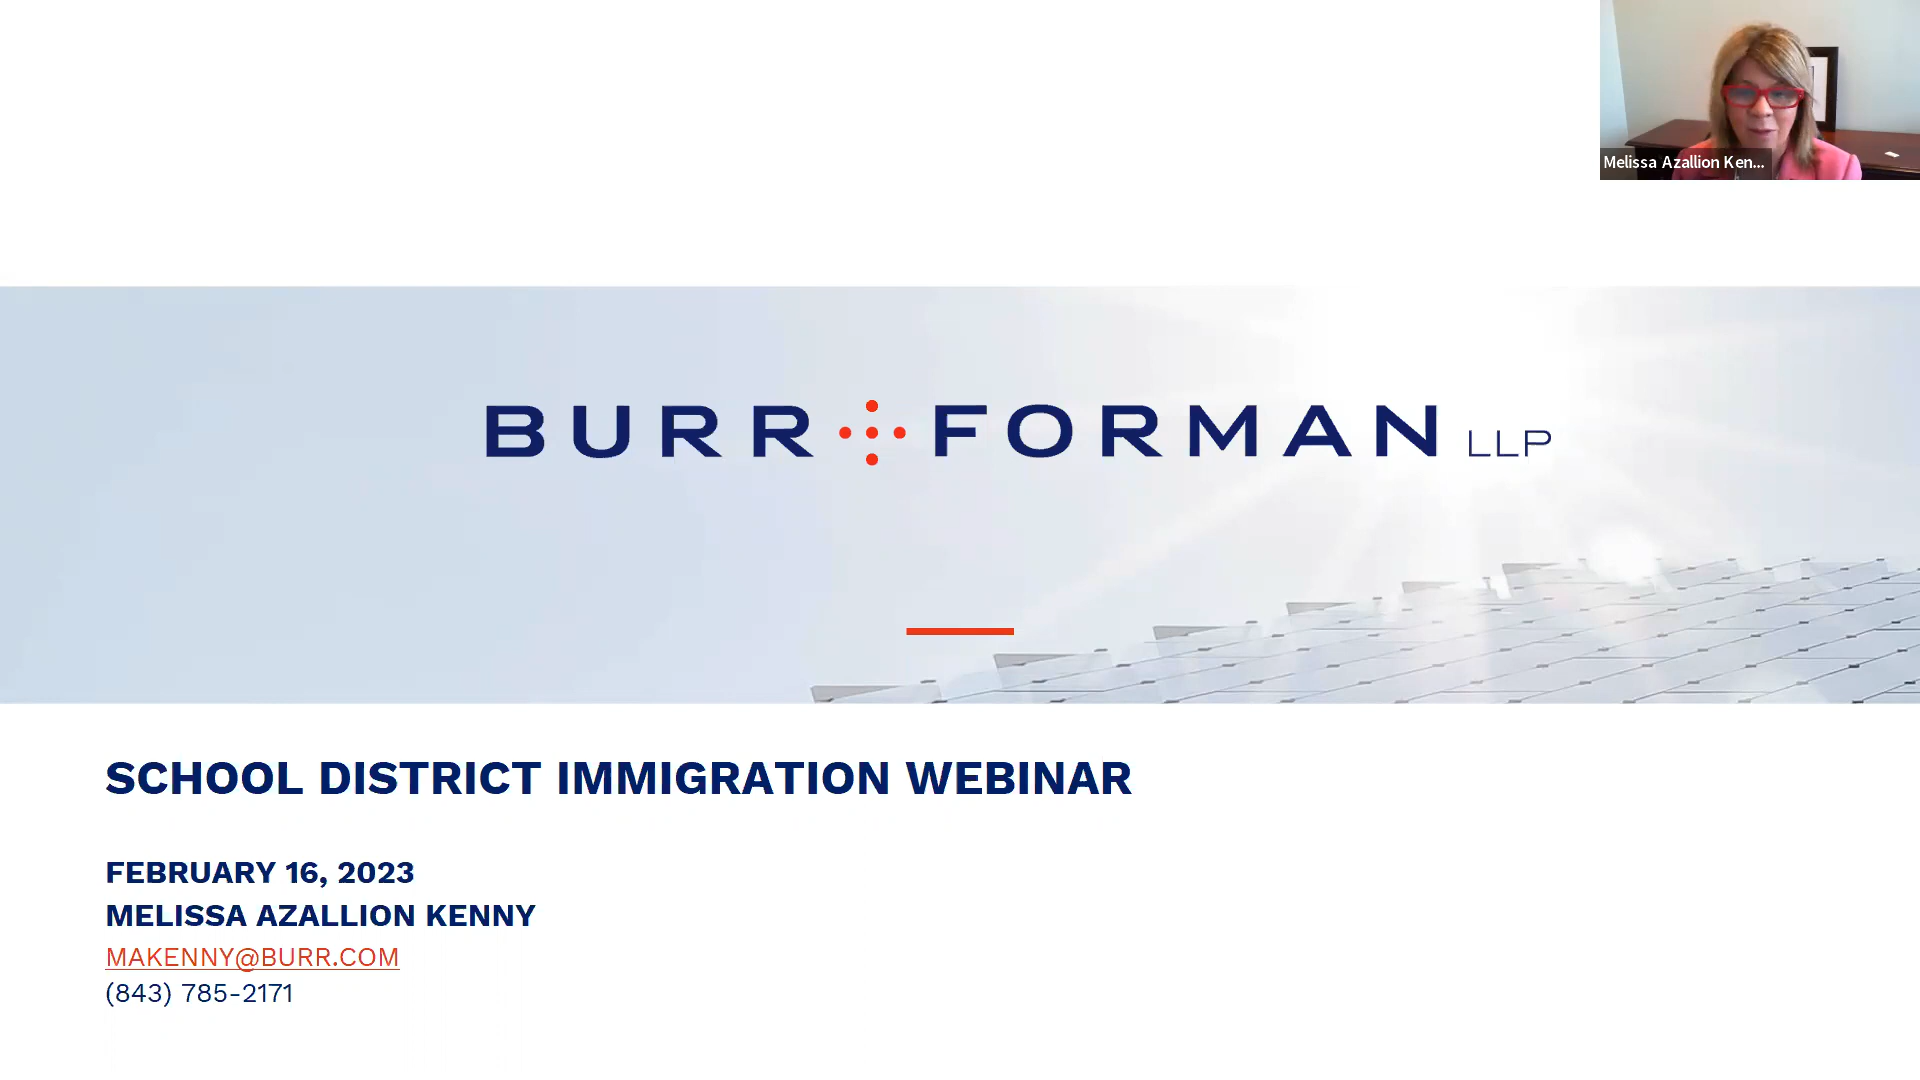 Melissa Azallion Ken...
BURR FORMAN LLP
SCHOOL DISTRICT IMMIGRATION WEBINAR
FEBRUARY 16, 2023
MELISSA AZALLION KENNY
MAKENNY@BURR.COM
(843) 785-2171